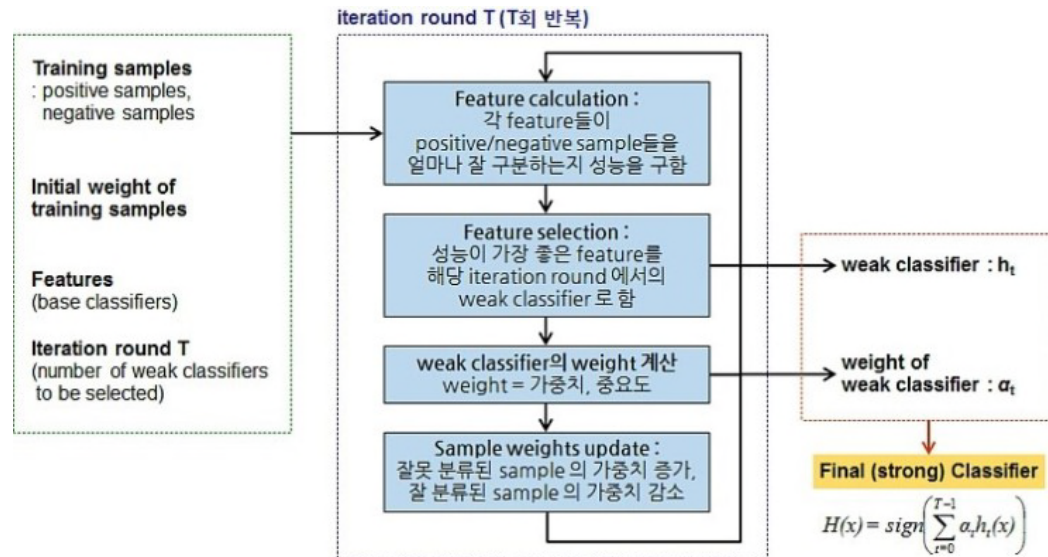 iteration round T (T회 반복)
Training samples
: positive samples,
negative samples
Initial weight of
training samples
Features
(base classifiers)
Iteration round T
(number of weak classifiers
to be selected)
Feature calculation :
각 feature들이
positive/negative sample들을
얼마나 잘 구분하는지 성능을 구함
Feature selection :
성능이 가장 좋은 feature를
해당 iteration round 에서의
weak classifier 로 함
weak classifier의 weight 계산
weight = 가중치, 중요도
Sample weights update :
잘못 분류된 sample 의 가중치 증가,
잘 분류된 sample 의 가중치 감소
weak classifier : hₜ
weight of
weak classifier : αₜ
Final (strong) Classifier
H(x) = sign(∑_{t=0}^{T-1} αₜhₜ(x))